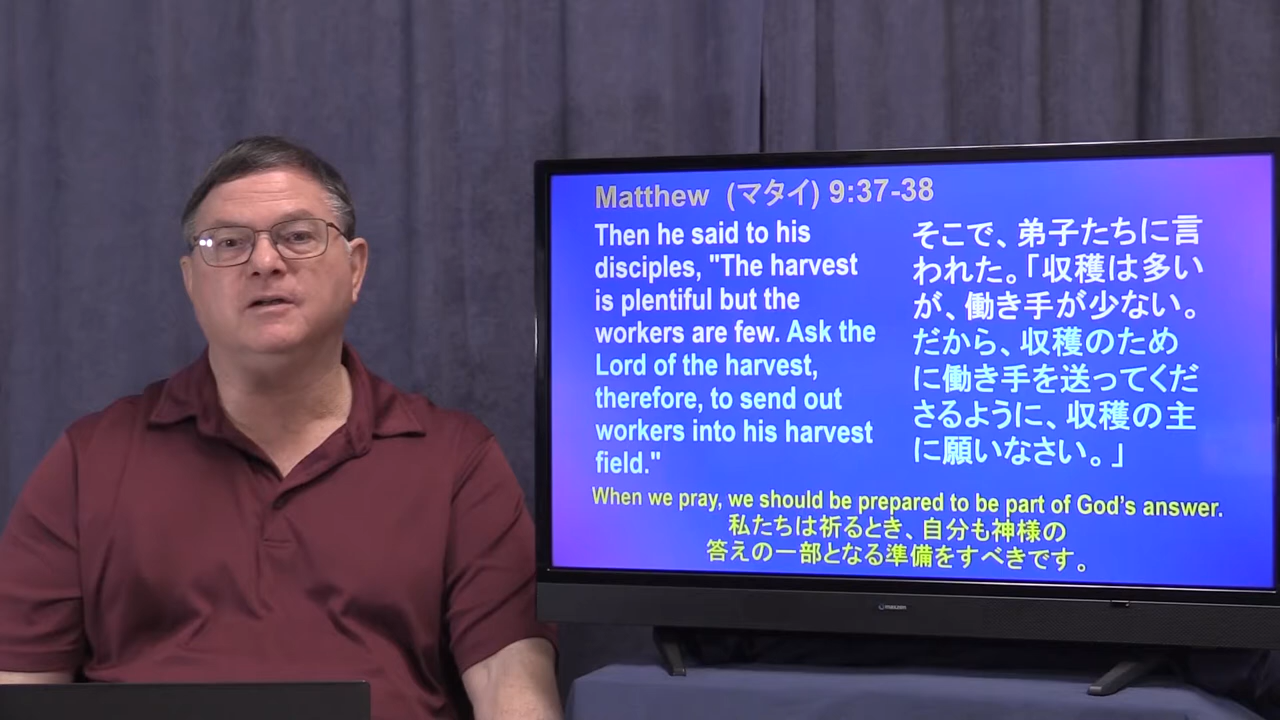 Matthew (マタイ) 9:37-38
Then he said to his
disciples, "The harvest
is plentiful but the
workers are few. Ask the
Lord of the harvest,
therefore, to send out
workers into his harvest
field."
そこで、弟子たちに言
われた。「収穫は多い
が、働き手が少ない。
だから、収穫のため
に働き手を送ってくだ
さるように、収穫の主
に願いなさい。」
When we pray, we should be prepared to be part of God's answer.
私たちは祈るとき、自分も神様の
答えの一部となる準備をすべきです。